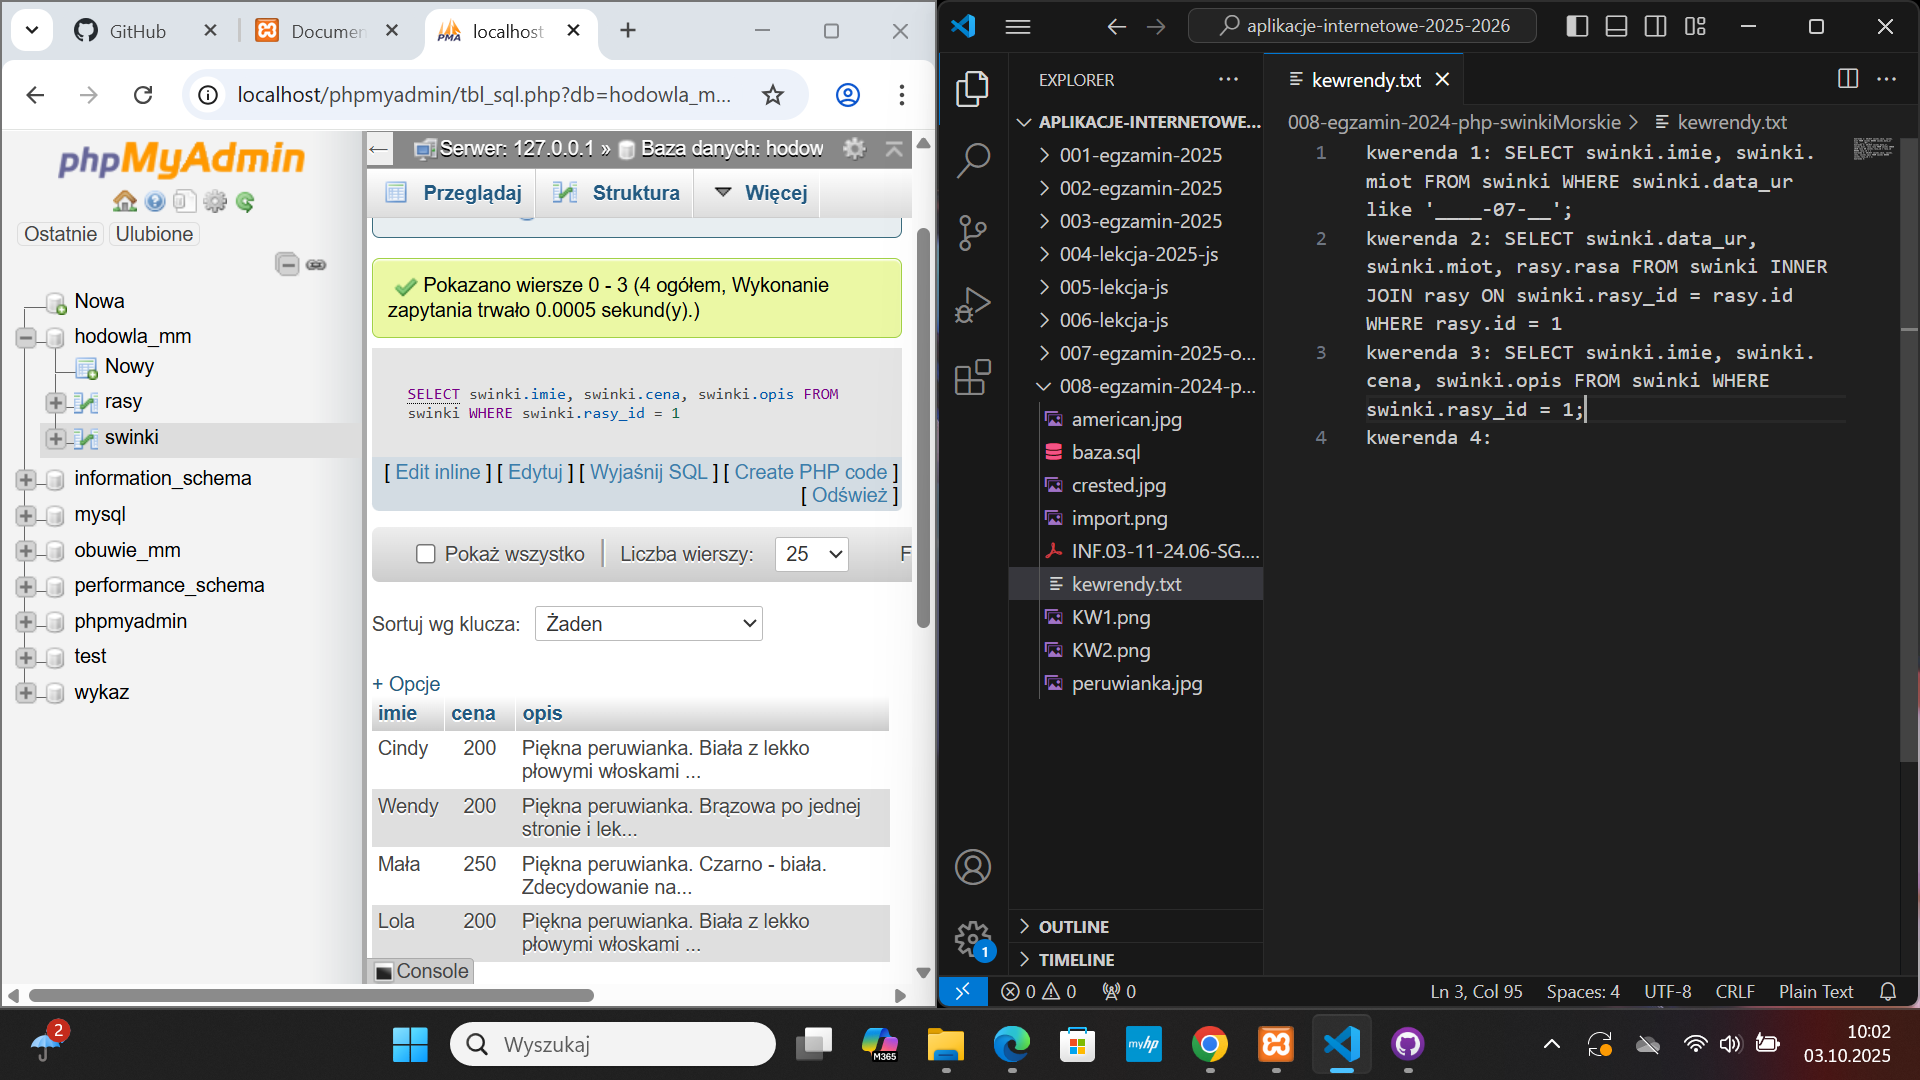 GitHub
Documen
PMA
localhost
localhost/phpmyadmin/tbl_sql.php?db=hodowla_m...
phpMyAdmin
Ostatnie
Ulubione
Nowa
hodowla_mm
Nowy
rasy
swinki
information_schema
mysql
obuwie_mm
performance_schema
phpmyadmin
test
wykaz
Serwer: 127.0.0.1 » Baza danych: hodow
Przeglądaj
Struktura
Więcej
Pokazano wiersze 0 - 3 (4 ogółem, Wykonanie
zapytania trwało 0.0005 sekund(y).)
SELECT swinki.imie, swinki.cena, swinki.opis FROM
swinki WHERE swinki.rasy_id = 1
[ Edit inline ] [ Edytuj ] [ Wyjaśnij SQL ] [ Create PHP code ]
[ Odśwież ]
Pokaż wszystko
Liczba wierszy:
25
F
Sortuj wg klucza:
Żaden
+ Opcje
imie cena opis
Cindy 200 Piękna peruwianka. Biała z lekko
płowymi włoskami ...
Wendy 200 Piękna peruwianka. Brązowa po jednej
stronie i lek...
Mała 250 Piękna peruwianka. Czarno - biała.
Zdecydowanie na...
Lola 200 Piękna peruwianka. Biała z lekko
płowymi włoskami ...
Console
aplikacje-internetowe-2025-2026
EXPLORER
APLIKACJE-INTERNETOWE...
001-egzamin-2025
002-egzamin-2025
003-egzamin-2025
004-lekcja-2025-js
005-lekcja-js
006-lekcja-js
007-egzamin-2025-o...
008-egzamin-2024-p...
american.jpg
baza.sql
crested.jpg
import.png
INF.03-11-24.06-SG....
kewrendy.txt
KW1.png
KW2.png
peruwianka.jpg
OUTLINE
TIMELINE
1
kewrendy.txt
008-egzamin-2024-php-swinkiMorskie > kewrendy.txt
1 kwerenda 1: SELECT swinki.imie, swinki.
miot FROM swinki WHERE swinki.data_ur
like '____-07-__';
2 kwerenda 2: SELECT swinki.data_ur,
swinki.miot, rasy.rasa FROM swinki INNER
JOIN rasy ON swinki.rasy_id = rasy.id
WHERE rasy.id = 1
3 kwerenda 3: SELECT swinki.imie, swinki.
cena, swinki.opis FROM swinki WHERE
swinki.rasy_id = 1;
4 kwerenda 4:
0 0 0
Ln 3, Col 95
Spaces: 4
UTF-8
CRLF
Plain Text
2
Wyszukaj
M365
myhp
10:02
03.10.2025